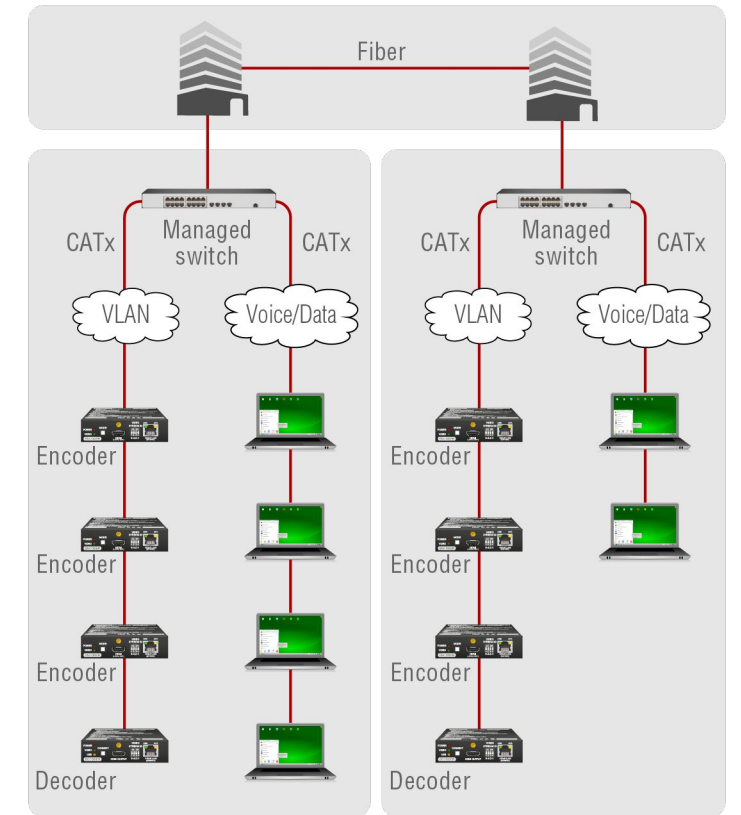 Fiber
Managed
switch
CATx
CATx
VLAN
Voice/Data
Encoder
Encoder
Encoder
Decoder
Managed
switch
CATx
CATx
VLAN
Voice/Data
Encoder
Encoder
Encoder
Decoder